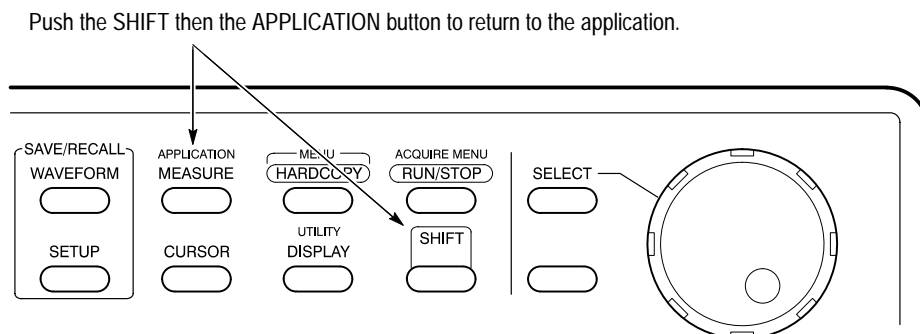 Push the SHIFT then the APPLICATION button to return to the application.
SAVE/RECALL
WAVEFORM
SETUP
APPLICATION
MEASURE
CURSOR
MENU
HARDCOPY
UTILITY
DISPLAY
ACQUIRE MENU
RUN/STOP
SHIFT
SELECT